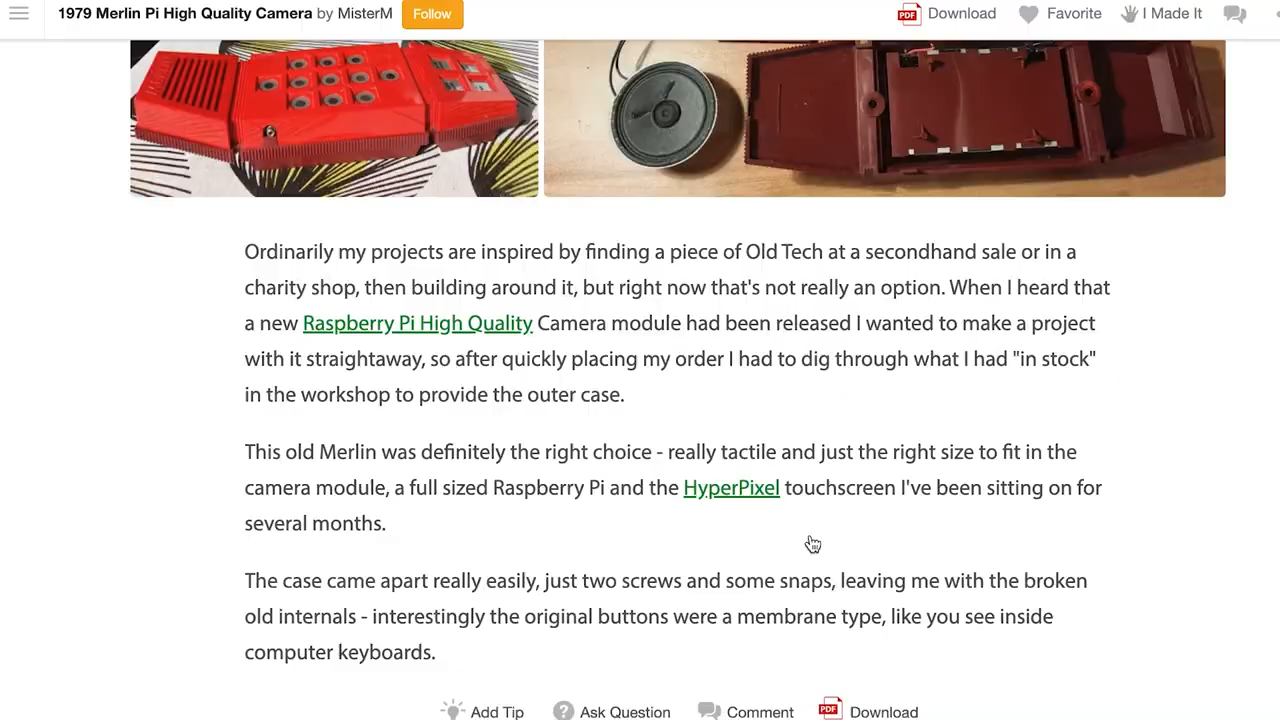 1979 Merlin Pi High Quality Camera by MisterM Follow Download Favorite I Made It
Ordinarily my projects are inspired by finding a piece of Old Tech at a secondhand sale or in a
charity shop, then building around it, but right now that's not really an option. When I heard that
a new Raspberry Pi High Quality Camera module had been released I wanted to make a project
with it straightaway, so after quickly placing my order I had to dig through what I had "in stock"
in the workshop to provide the outer case.
This old Merlin was definitely the right choice - really tactile and just the right size to fit in the
camera module, a full sized Raspberry Pi and the HyperPixel touchscreen I've been sitting on for
several months.
The case came apart really easily, just two screws and some snaps, leaving me with the broken
old internals - interestingly the original buttons were a membrane type, like you see inside
computer keyboards.
Add Tip Ask Question Comment Download